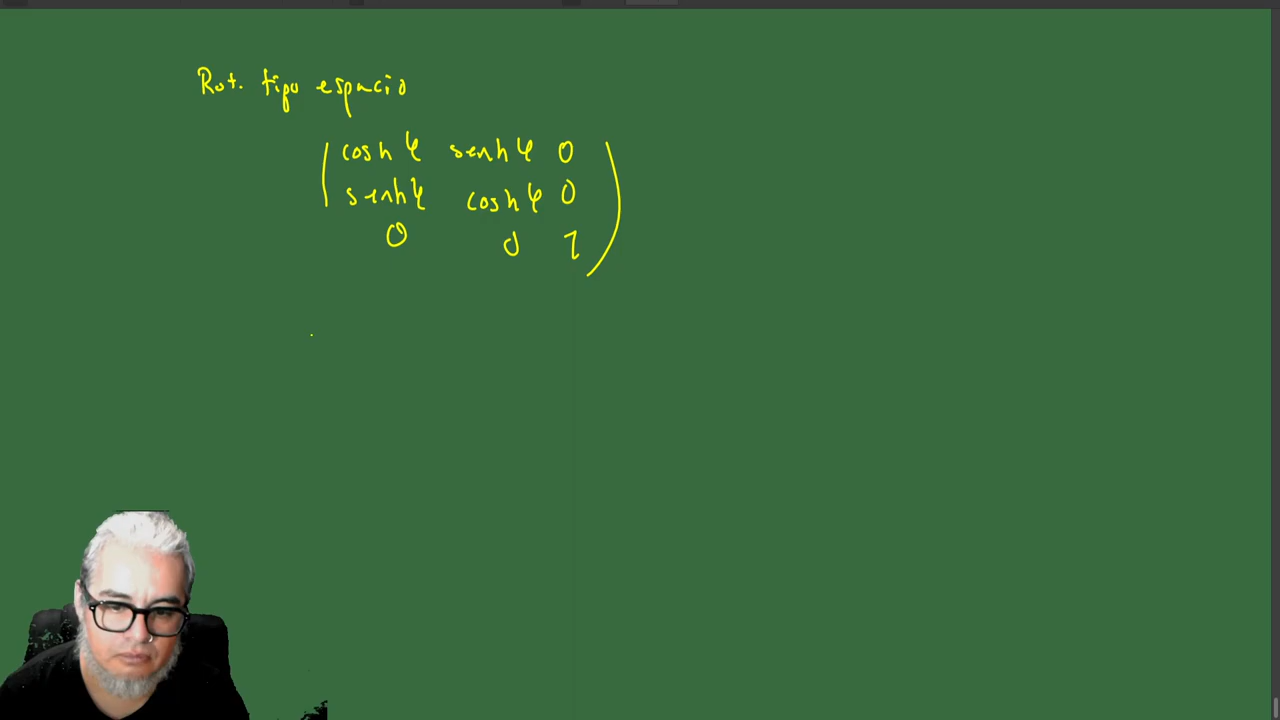 Rot. tipo espacio
cosh φ senh φ 0
senh φ cosh φ 0
0 0 1